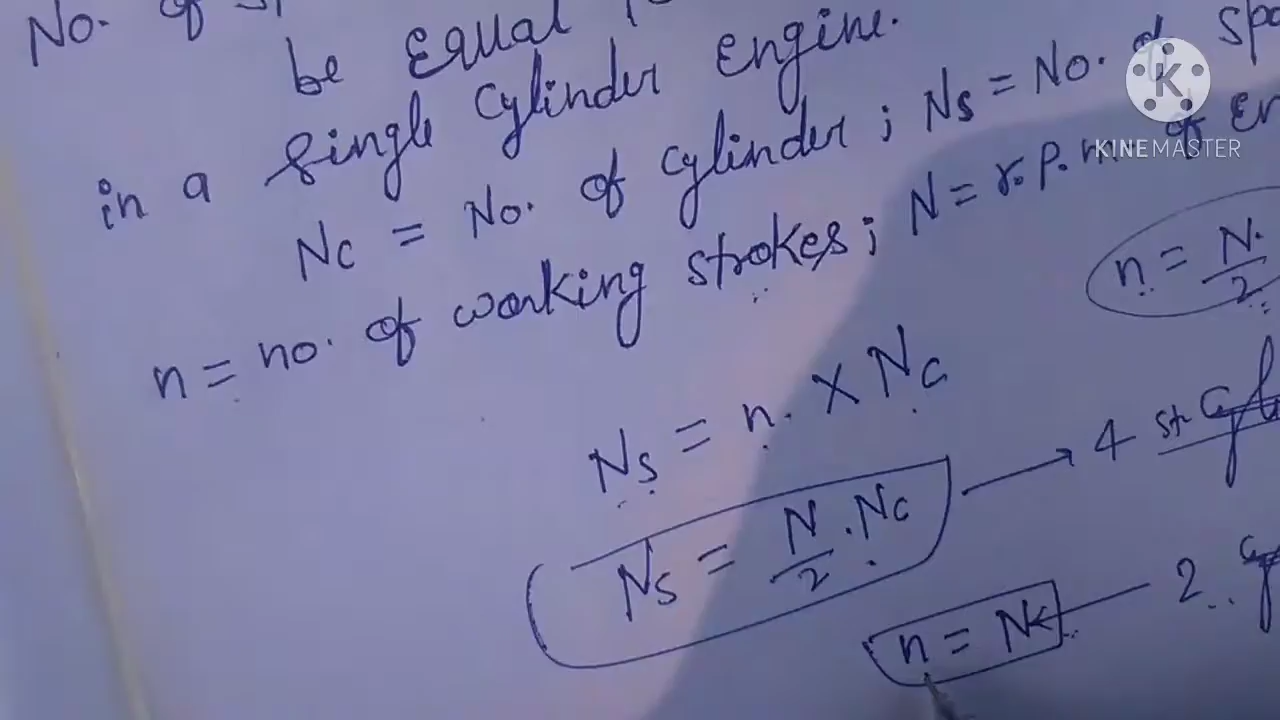 No. of
be Equal
in a single cylinder engine.
Nc = No. of cylinder ; Ns = No. of
n = no. of working strokes ; N = r.p.m. of
n = N/2
Ns = n. x Nc
Ns = N/2 . Nc → 4 st
n = N ← 2
KINEMASTER